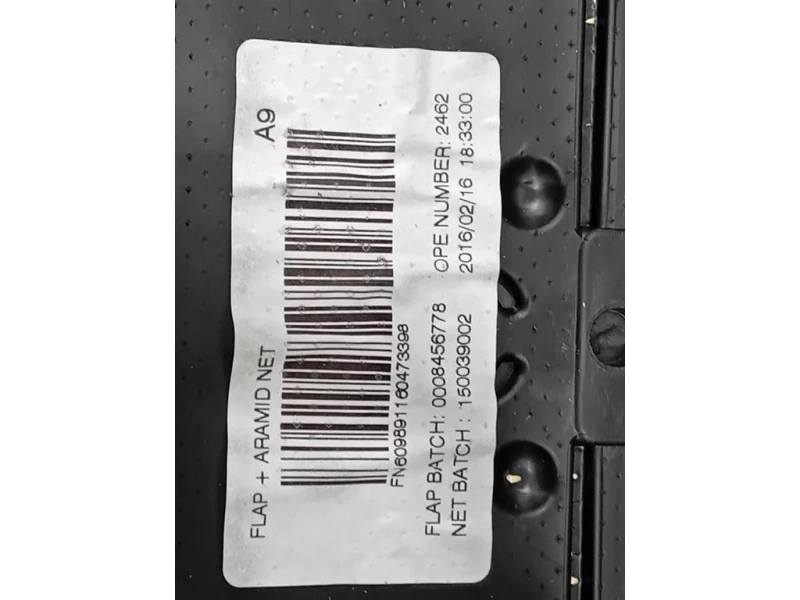 FLAP + ARAMID NET A9
FN609891160473398
FLAP BATCH: 0008456778 OPE NUMBER: 2462
NET BATCH : 150039002 2016/02/16 18:33:00